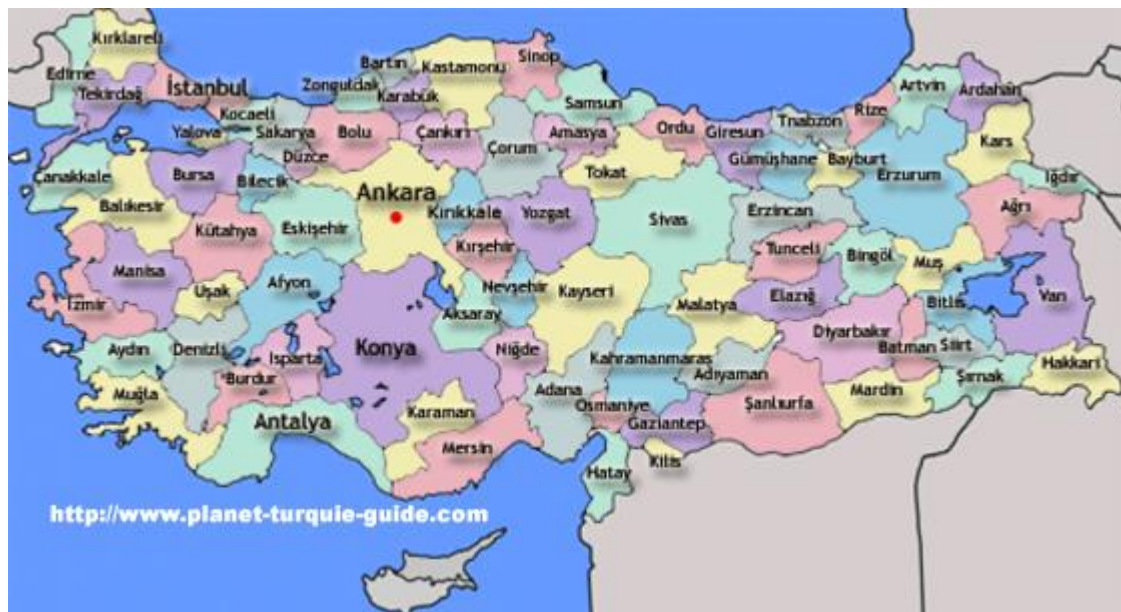 Kırklareli
Edirne
Tekirdağ
İstanbul
Kocaeli
Yalova
Sakarya
Düzce
Zonguldak
Bartın
Karabük
Kastamonu
Sinop
Samsun
Bolu
Çankırı
Çorum
Amasya
Ordu
Giresun
Tnabzon
Rize
Artvin
Ardahan
Kars
Iğdır
Çanakkale
Balıkesir
Bursa
Bilecik
Kütahya
Eskişehir
Ankara
Kırıkkale
Kırşehir
Yozgat
Tokat
Sivas
Gümüşhane
Bayburt
Erzurum
Erzincan
Ağrı
Tunceli
Bingöl
Muş
Manisa
İzmir
Uşak
Afyon
Konya
Aksaray
Nevşehir
Kayseri
Malatya
Elazığ
Diyarbakır
Bitlis
Van
Batman
Siirt
Hakkari
Şırnak
Aydın
Denizli
Isparta
Burdur
Muğla
Antalya
Karaman
Niğde
Mersin
Adana
Kahramanmaras
Adıyaman
Osmaniye
Gaziantep
Şanlıurfa
Mardin
Kilis
Hatay
http://www.planet-turquie-guide.com